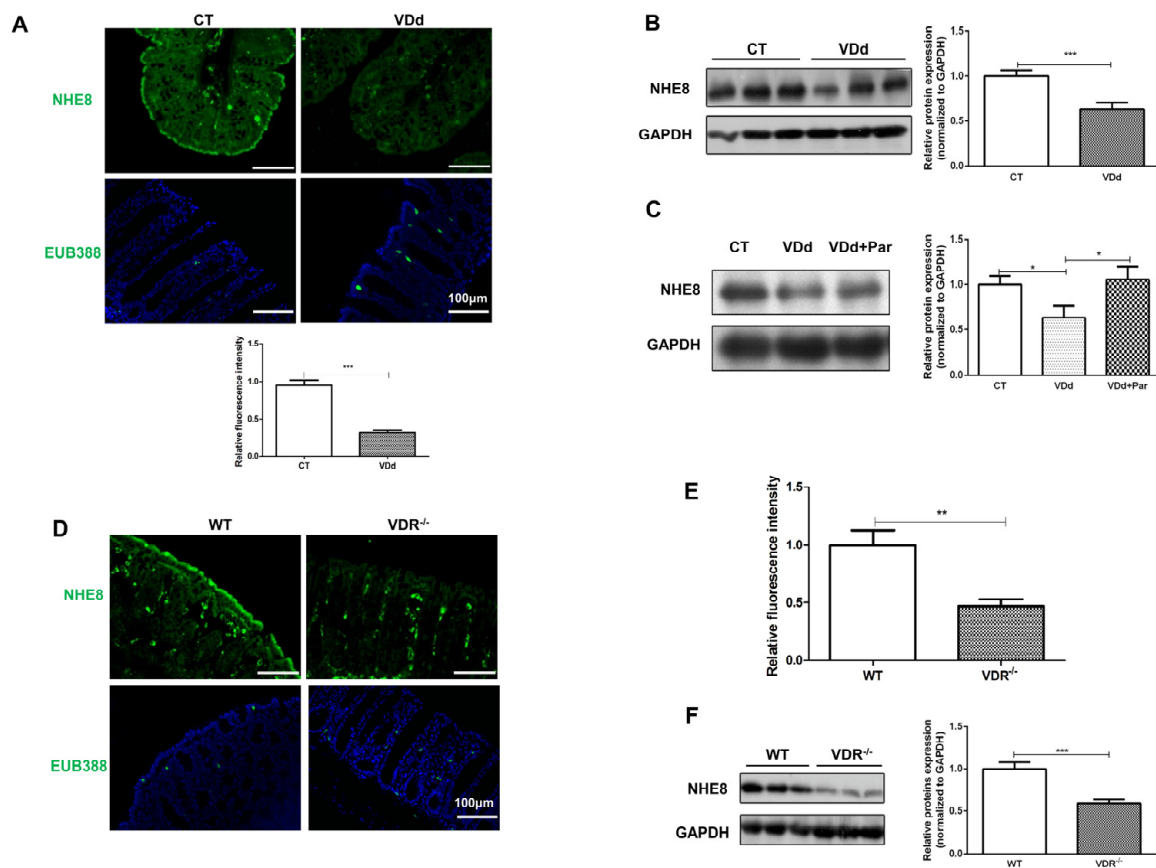 A
CT VDd
NHE8
EUB388
100μm
Relative fluorescence intensity
1.5
1.0
0.5
0.0
***
CT VDd
B
CT VDd
NHE8
GAPDH
Relative protein expression
(normalized to GAPDH)
1.5
1.0
0.5
0.0
***
CT VDd
C
CT VDd VDd+Par
NHE8
GAPDH
Relative protein expression
(normalized to GAPDH)
1.5
1.0
0.5
0.0
* *
CT VDd VDd+Par
D
WT VDR-/-
NHE8
EUB388
100μm
E
Relative fluorescence intensity
1.5
1.0
0.5
0.0
**
WT VDR-/-
F
WT VDR-/-
NHE8
GAPDH
Relative proteins expression
(normalized to GAPDH)
1.5
1.0
0.5
0.0
***
WT VDR-/-